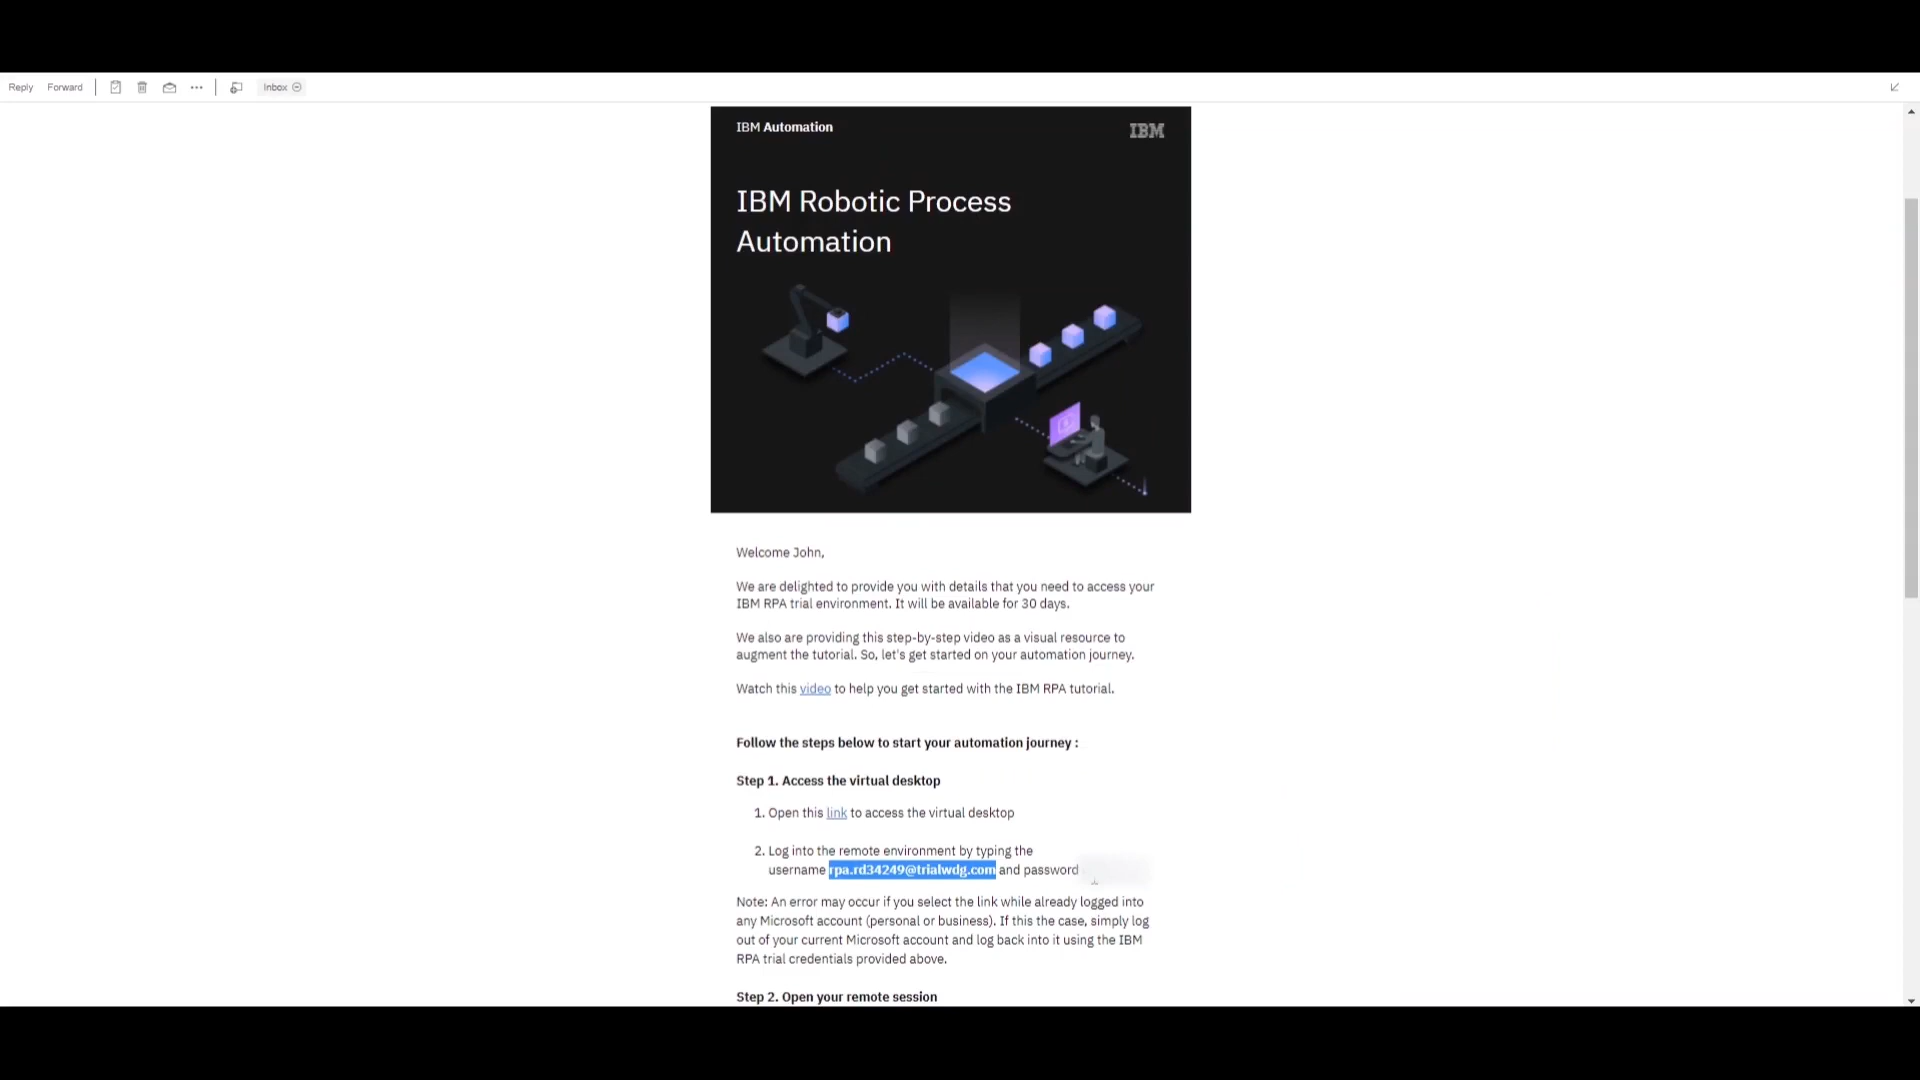 Reply Forward Inbox
IBM Automation
IBM
IBM Robotic Process
Automation
Welcome John,
We are delighted to provide you with details that you need to access your
IBM RPA trial environment. It will be available for 30 days.
We also are providing this step-by-step video as a visual resource to
augment the tutorial. So, let's get started on your automation journey.
Watch this video to help you get started with the IBM RPA tutorial.
Follow the steps below to start your automation journey :
Step 1. Access the virtual desktop
1. Open this link to access the virtual desktop
2. Log into the remote environment by typing the
username rpa.rd34249@trialwdg.com and password
Note: An error may occur if you select the link while already logged into
any Microsoft account (personal or business). If this the case, simply log
out of your current Microsoft account and log back into it using the IBM
RPA trial credentials provided above.
Step 2. Open your remote session